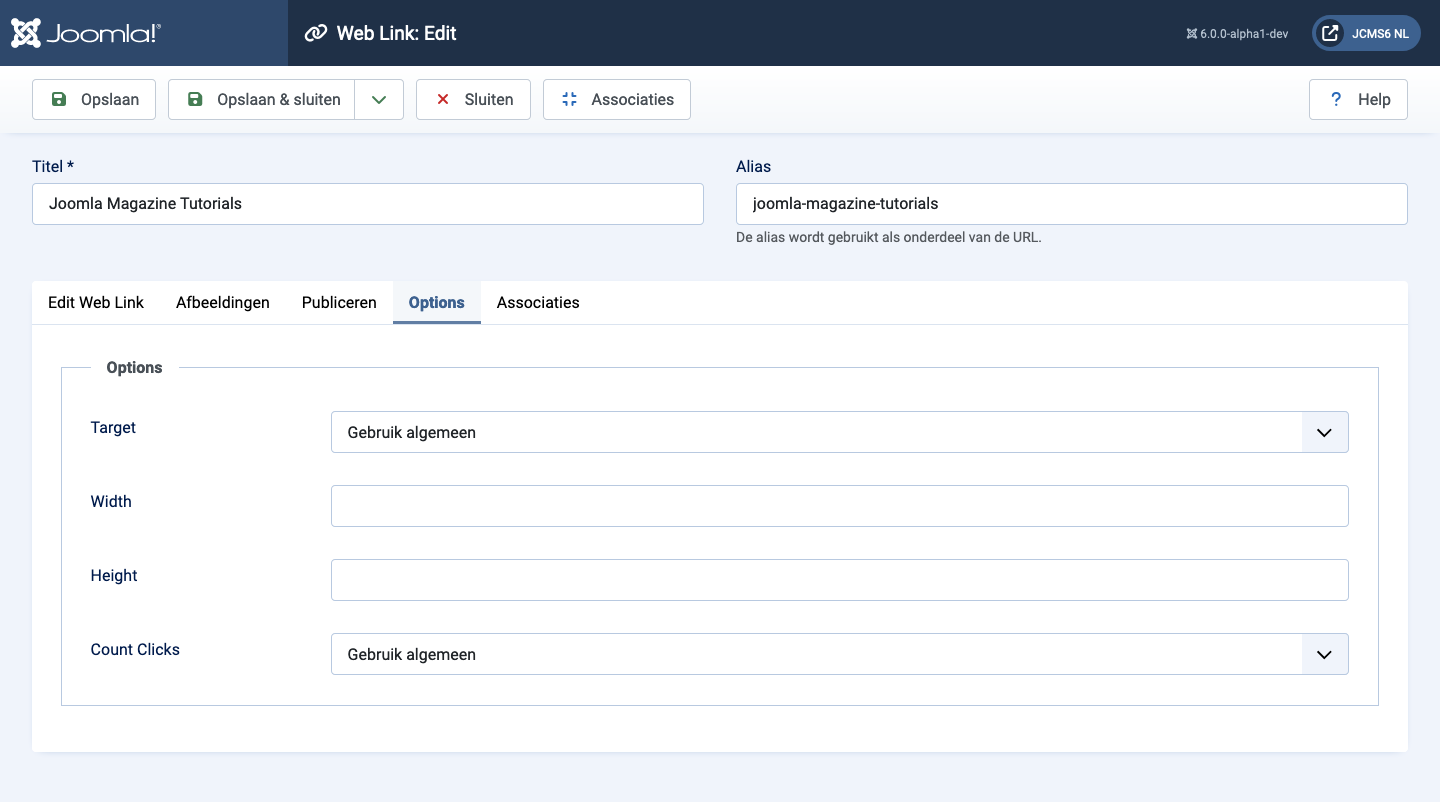 Joomla!®
Web Link: Edit
6.0.0-alpha1-dev
JCMS6 NL
Opslaan
Opslaan & sluiten
Sluiten
Associaties
? Help
Titel *
Alias
Joomla Magazine Tutorials
joomla-magazine-tutorials
De alias wordt gebruikt als onderdeel van de URL.
Edit Web Link
Afbeeldingen
Publiceren
Options
Associaties
Options
Target
Gebruik algemeen
Width
Height
Count Clicks
Gebruik algemeen